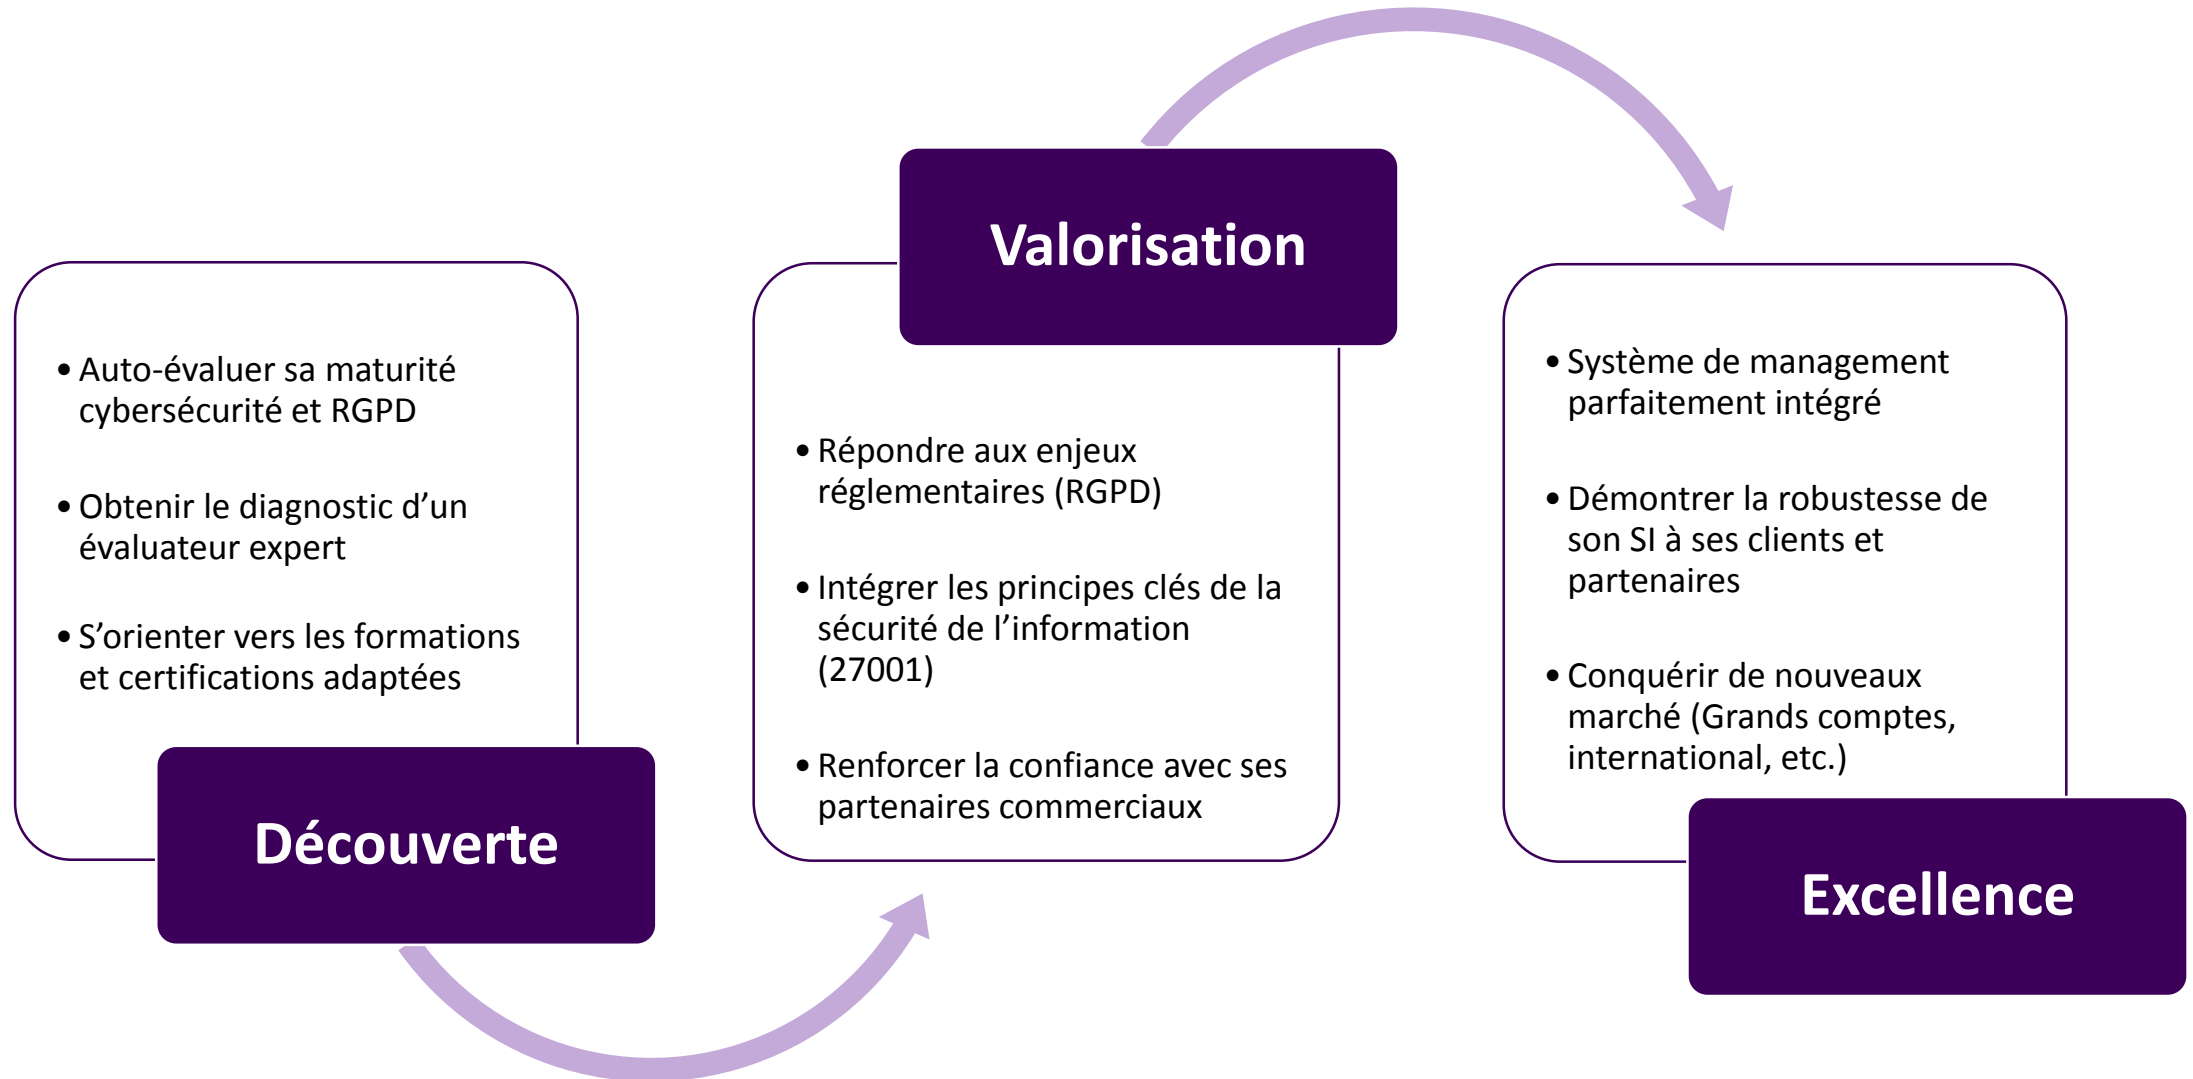 • Auto-évaluer sa maturité
cybersécurité et RGPD
• Obtenir le diagnostic d’un
évaluateur expert
• S’orienter vers les formations
et certifications adaptées
Découverte
Valorisation
• Répondre aux enjeux
réglementaires (RGPD)
• Intégrer les principes clés de la
sécurité de l’information
(27001)
• Renforcer la confiance avec ses
partenaires commerciaux
• Système de management
parfaitement intégré
• Démontrer la robustesse de
son SI à ses clients et
partenaires
• Conquérir de nouveaux
marché (Grands comptes,
international, etc.)
Excellence